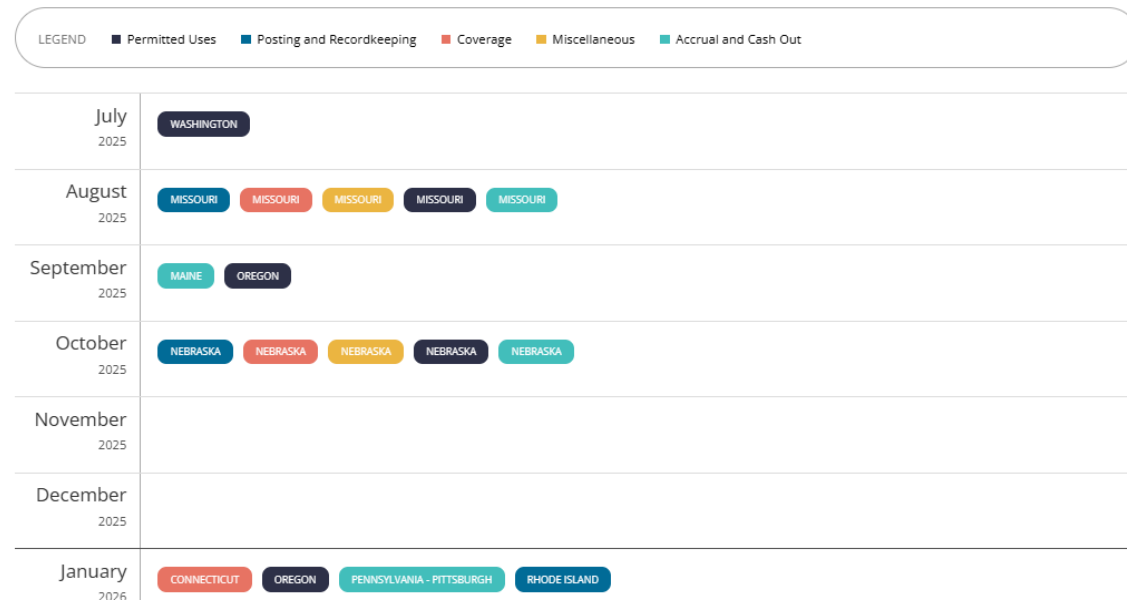 LEGEND Permitted Uses Posting and Recordkeeping Coverage Miscellaneous Accrual and Cash Out
July
2025
WASHINGTON
August
2025
MISSOURI MISSOURI MISSOURI MISSOURI MISSOURI
September
2025
MAINE OREGON
October
2025
NEBRASKA NEBRASKA NEBRASKA NEBRASKA NEBRASKA
November
2025
December
2025
January
2026
CONNECTICUT OREGON PENNSYLVANIA - PITTSBURGH RHODE ISLAND